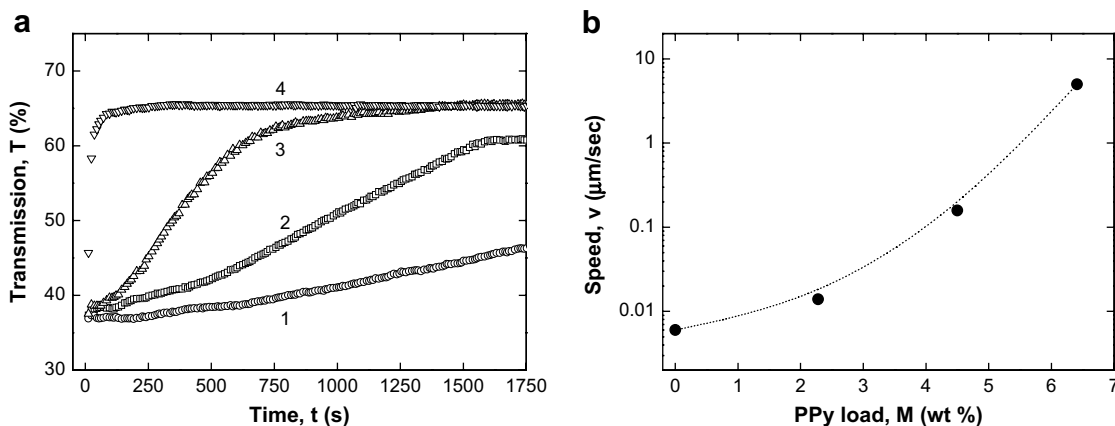 a
Transmission, T (%)
70
60
50
40
30
4
3
2
1
0 250 500 750 1000 1250 1500 1750
Time, t (s)
b
Speed, v (μm/sec)
10
1
0.1
0.01
0 1 2 3 4 5 6 7
PPy load, M (wt %)